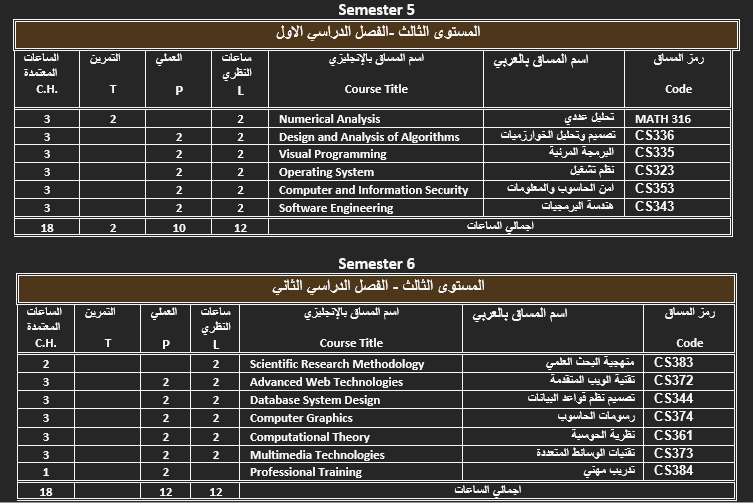 Semester 5
المستوى الثالث -الفصل الدراسي الاول
الساعات المعتمدة C.H. | التمرين T | العملي P | ساعات النظري L | اسم المساق بالإنجليزي Course Title | اسم المساق بالعربي | رمز المساق Code
3 | 2 | | 2 | Numerical Analysis | تحليل عددي | MATH 316
3 | | 2 | 2 | Design and Analysis of Algorithms | تصميم وتحليل الخوارزميات | CS336
3 | | 2 | 2 | Visual Programming | البرمجة المرئية | CS335
3 | | 2 | 2 | Operating System | نظم تشغيل | CS323
3 | | 2 | 2 | Computer and Information Security | امن الحاسوب والمعلومات | CS353
3 | | 2 | 2 | Software Engineering | هندسة البرمجيات | CS343
18 | 2 | 10 | 12 | اجمالي الساعات
Semester 6
المستوى الثالث - الفصل الدراسي الثاني
الساعات المعتمدة C.H. | التمرين T | العملي P | ساعات النظري L | اسم المساق بالإنجليزي Course Title | اسم المساق بالعربي | رمز المساق Code
2 | | | 2 | Scientific Research Methodology | منهجية البحث العلمي | CS383
3 | | 2 | 2 | Advanced Web Technologies | تقنية الويب المتقدمة | CS372
3 | | 2 | 2 | Database System Design | تصميم نظم قواعد البيانات | CS344
3 | | 2 | 2 | Computer Graphics | رسومات الحاسوب | CS374
3 | | 2 | 2 | Computational Theory | نظرية الحوسبة | CS361
3 | | 2 | 2 | Multimedia Technologies | تقنيات الوسائط المتعددة | CS373
1 | | 2 | | Professional Training | تدريب مهني | CS384
18 | | 12 | 12 | اجمالي الساعات